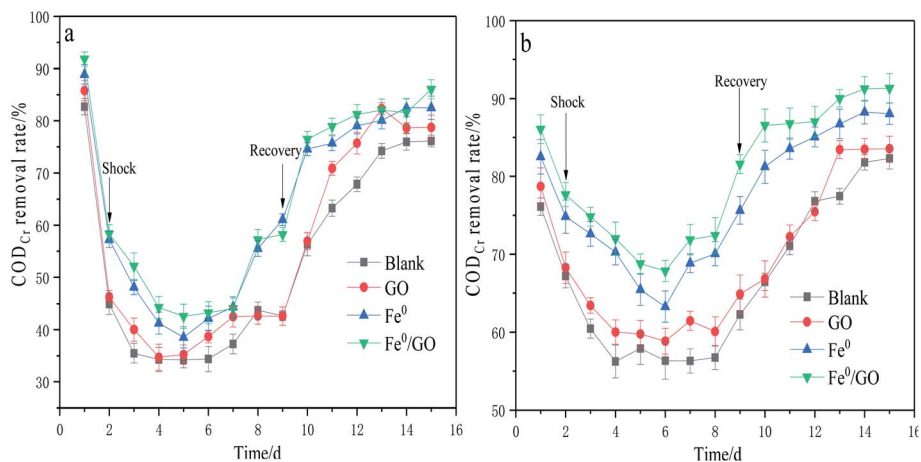 a
COD_Cr removal rate/%
100
90
80
70
60
50
40
30
Shock
Recovery
Blank
GO
Fe⁰
Fe⁰/GO
0 2 4 6 8 10 12 14 16
Time/d
b
COD_Cr removal rate/%
100
90
80
70
60
50
Shock
Recovery
Blank
GO
Fe⁰
Fe⁰/GO
0 2 4 6 8 10 12 14 16
Time/d